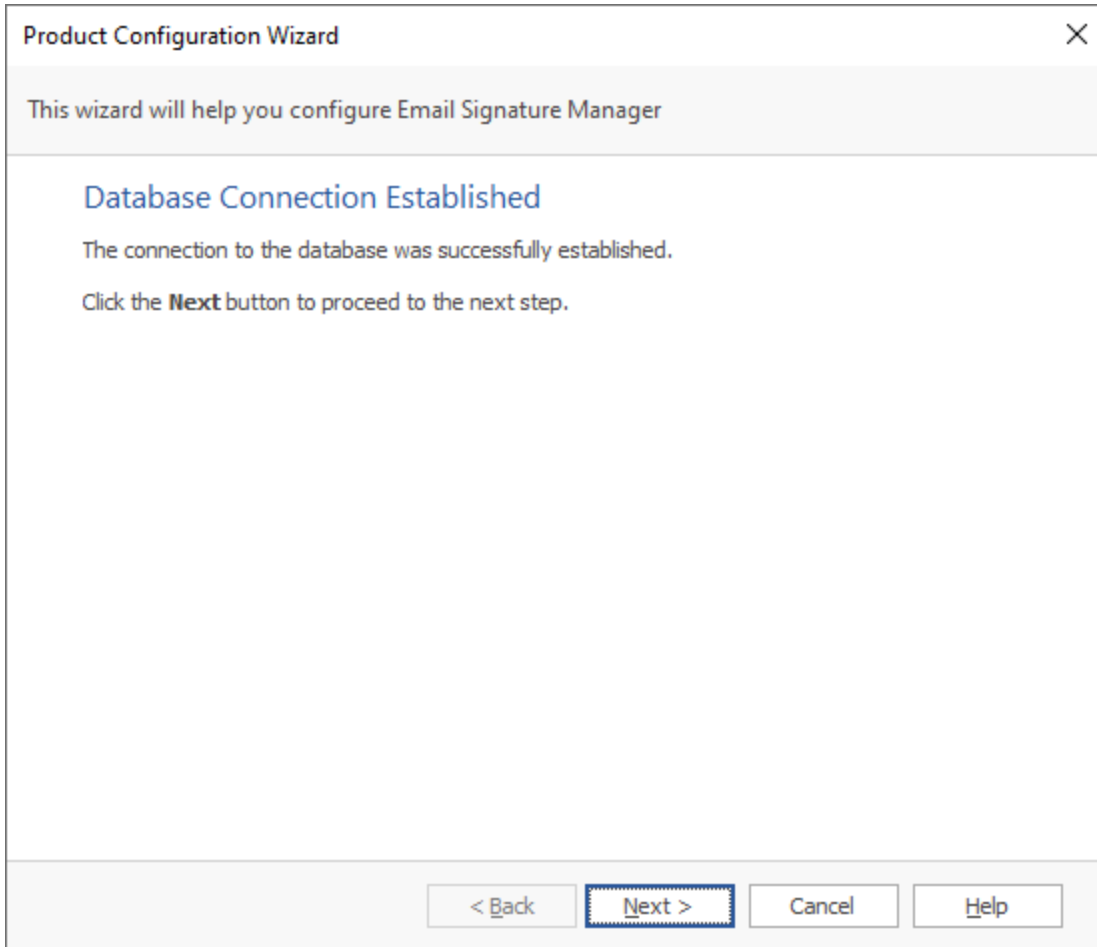 Product Configuration Wizard
This wizard will help you configure Email Signature Manager
Database Connection Established
The connection to the database was successfully established.
Click the Next button to proceed to the next step.
< Back Next > Cancel Help